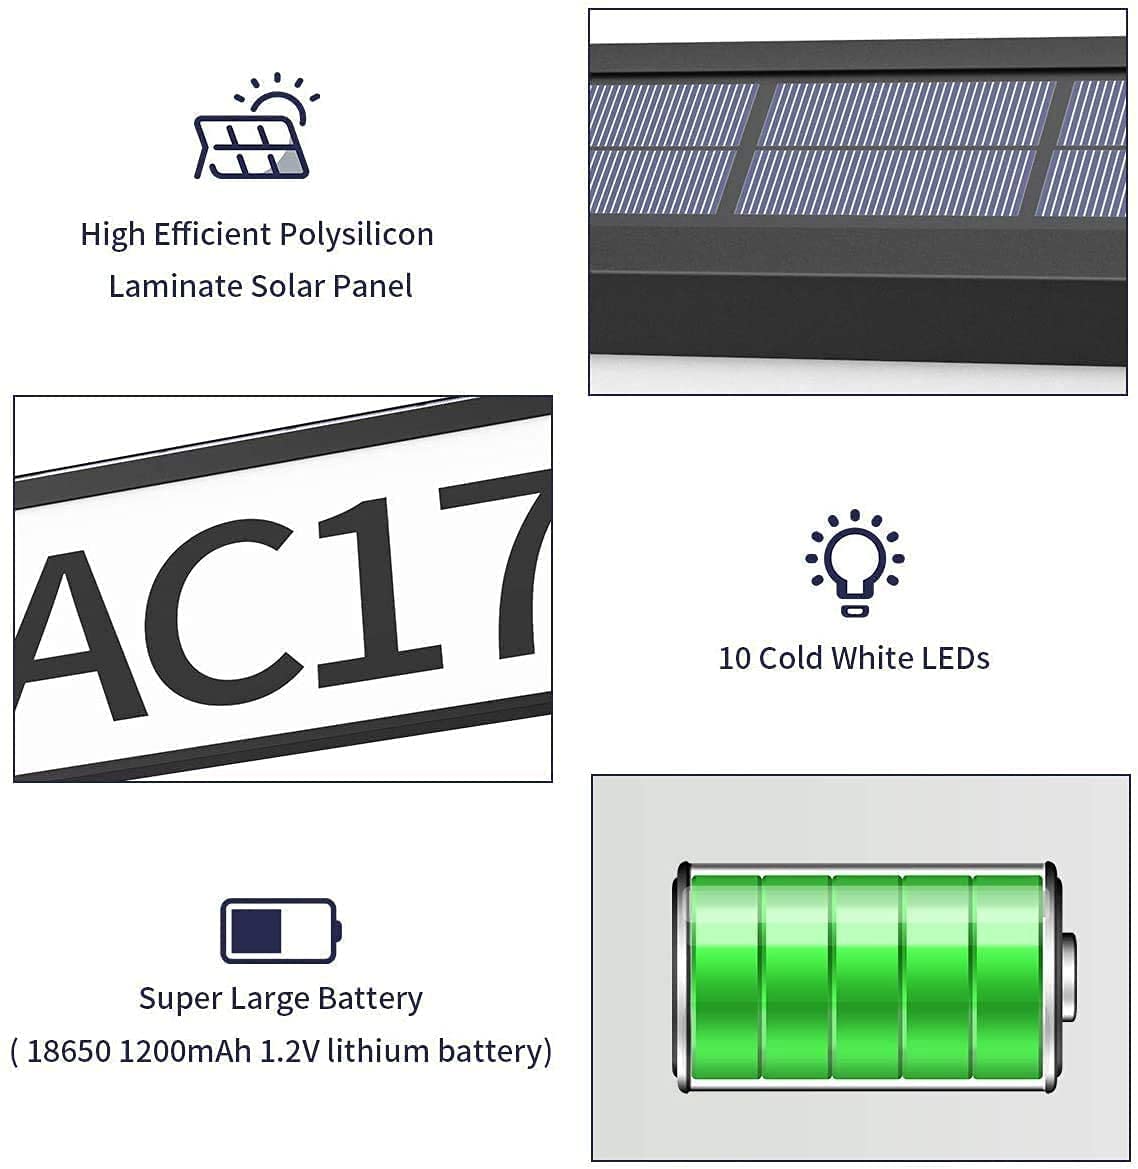 High Efficient Polysilicon
Laminate Solar Panel
AC17
10 Cold White LEDs
Super Large Battery
( 18650 1200mAh 1.2V lithium battery)